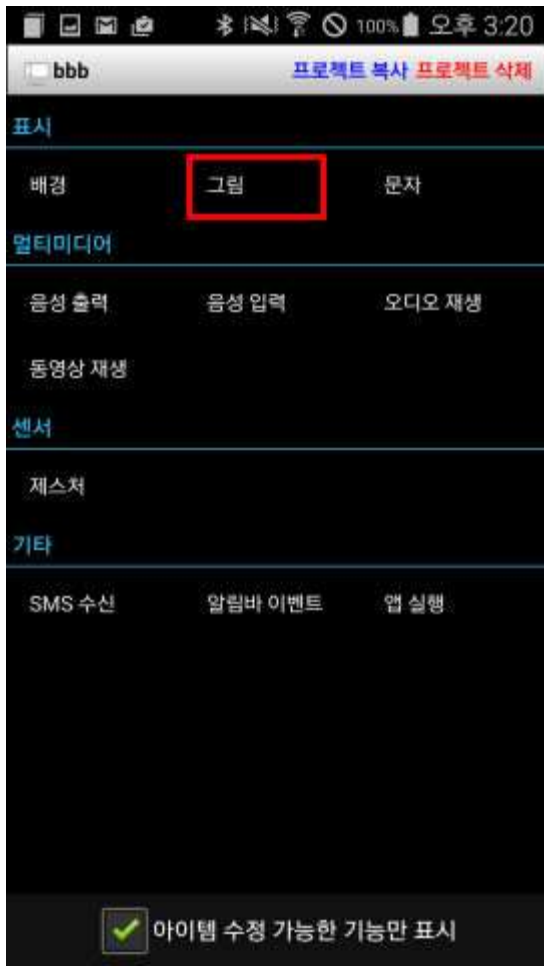 100% 오후 3:20
bbb 프로젝트 복사 프로젝트 삭제
표시
배경 그림 문자
멀티미디어
음성 출력 음성 입력 오디오 재생
동영상 재생
센서
제스처
기타
SMS 수신 알림바 이벤트 앱 실행
아이템 수정 가능한 기능만 표시